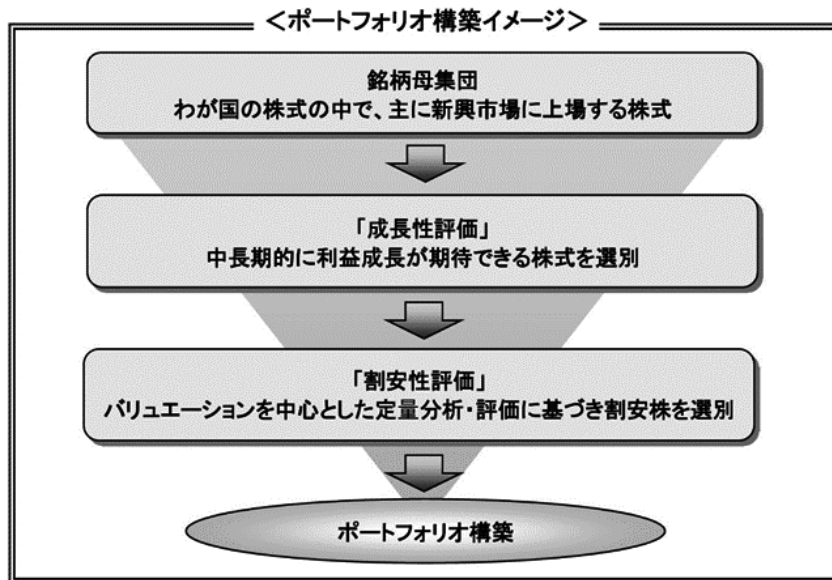 ＜ポートフォリオ構築イメージ＞
銘柄母集団
わが国の株式の中で、主に新興市場に上場する株式
「成長性評価」
中長期的に利益成長が期待できる株式を選別
「割安性評価」
バリュエーションを中心とした定量分析・評価に基づき割安株を選別
ポートフォリオ構築